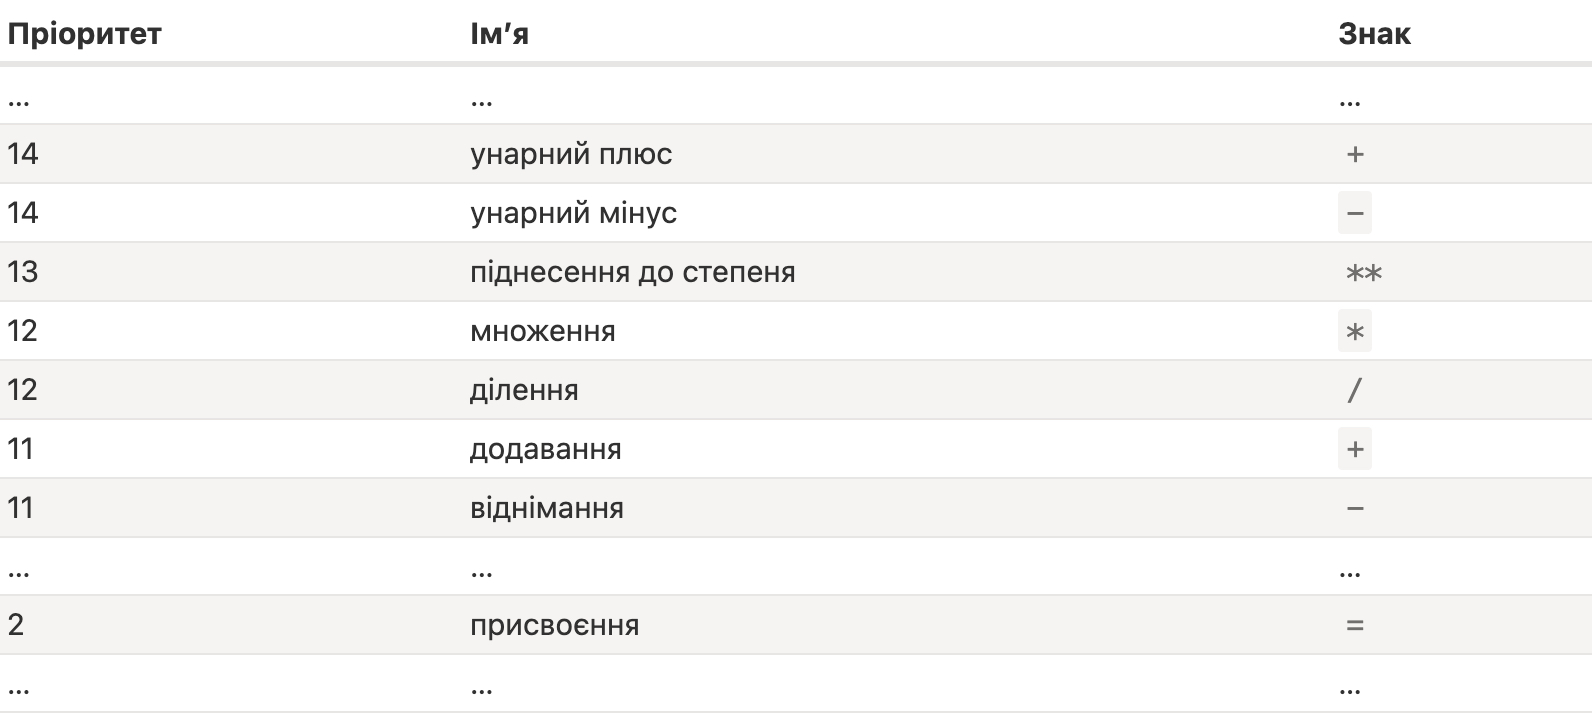 Пріоритет Ім’я Знак
... ... ...
14 унарний плюс +
14 унарний мінус -
13 піднесення до степеня **
12 множення *
12 ділення /
11 додавання +
11 віднімання -
... ... ...
2 присвоєння =
... ... ...